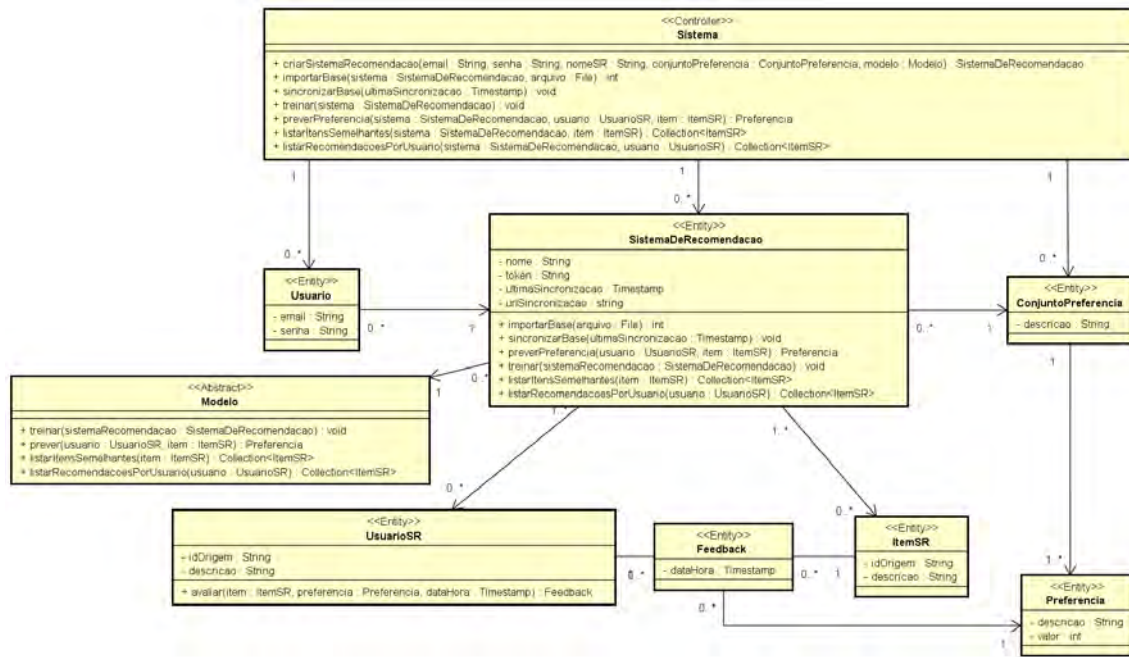 <<Controller>>
Sistema
+ criarSistemaRecomendacao(email : String, senha : String, nomeSR : String, conjuntoPreferencia : ConjuntoPreferencia, modelo : Modelo) : SistemaDeRecomendacao
+ importarBase(sistema : SistemaDeRecomendacao, arquivo : File) : int
+ sincronizarBase(ultimaSincronizacao : Timestamp) : void
+ treinar(sistema : SistemaDeRecomendacao) : void
+ preverPreferencia(sistema : SistemaDeRecomendacao, usuario : UsuarioSR, item : ItemSR) : Preferencia
+ listarItensSemelhantes(sistema : SistemaDeRecomendacao, item : ItemSR) : Collection<ItemSR>
+ listarRecomendacoesPorUsuario(sistema : SistemaDeRecomendacao, usuario : UsuarioSR) : Collection<ItemSR>
1
1
1
0..*
0..*
0..*
<<Entity>>
SistemaDeRecomendacao
- nome : String
- token : String
- ultimaSincronizacao : Timestamp
- urlSincronizacao : string
+ importarBase(arquivo : File) : int
+ sincronizarBase(ultimaSincronizacao : Timestamp) : void
+ preverPreferencia(usuario : UsuarioSR, item : ItemSR) : Preferencia
+ treinar(sistemaRecomendacao : SistemaDeRecomendacao) : void
+ listarItensSemelhantes(item : ItemSR) : Collection<ItemSR>
+ listarRecomendacoesPorUsuario(usuario : UsuarioSR) : Collection<ItemSR>
<<Entity>>
Usuario
- email : String
- senha : String
0..*
<<Entity>>
ConjuntoPreferencia
- descricao : String
0..*
1
1
<<Abstract>>
Modelo
+ treinar(sistemaRecomendacao : SistemaDeRecomendacao) : void
+ prever(usuario : UsuarioSR, item : ItemSR) : Preferencia
+ listarItensSemelhantes(item : ItemSR) : Collection<ItemSR>
+ listarRecomendacoesPorUsuario(usuario : UsuarioSR) : Collection<ItemSR>
0..*
1
1..*
1..*
0..*
0..*
<<Entity>>
UsuarioSR
- idOrigem : String
- descricao : String
+ avaliar(item : ItemSR, preferencia : Preferencia, dataHora : Timestamp) : Feedback
<<Entity>>
Feedback
- dataHora : Timestamp
0..*
1
0..*
<<Entity>>
ItemSR
- idOrigem : String
- descricao : String
1..*
<<Entity>>
Preferencia
- descricao : String
- valor : int
1